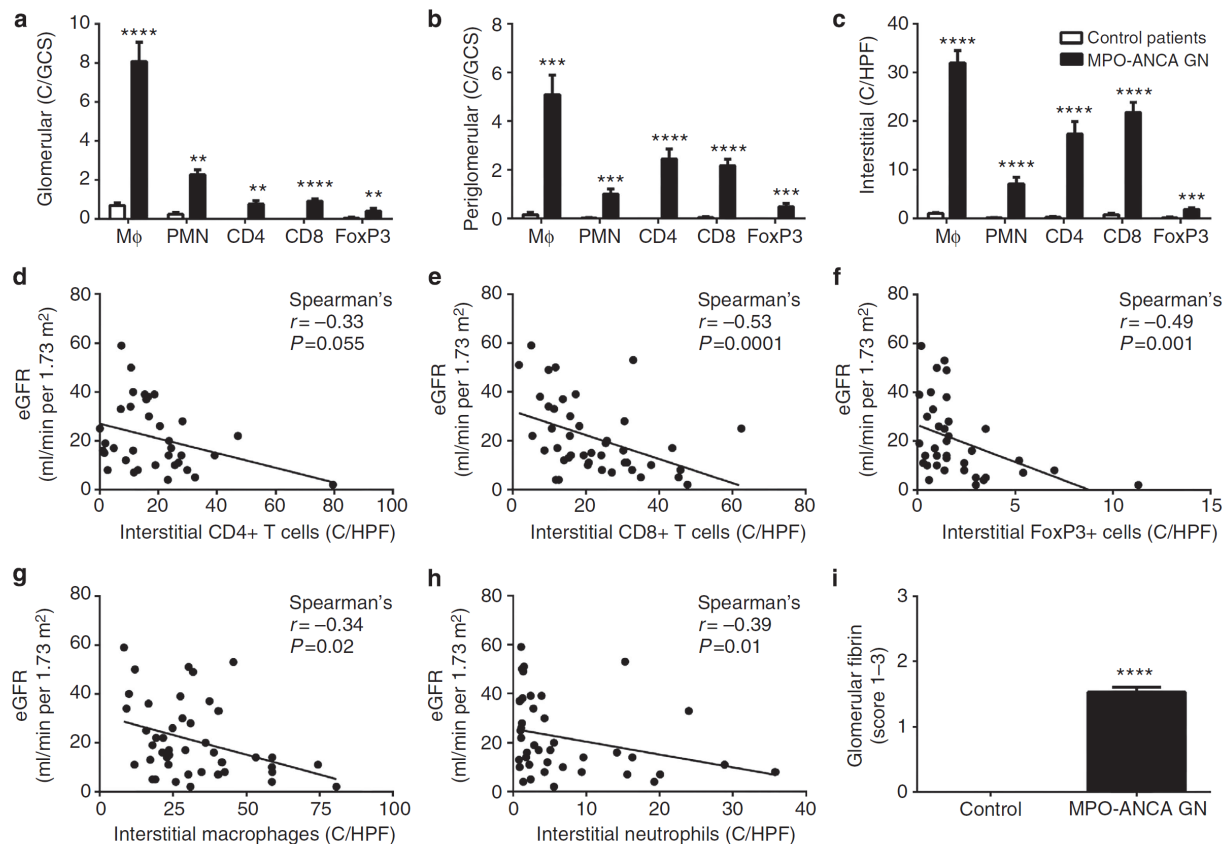 a
Glomerular (C/GCS)
10
8
6
4
2
0
****
**
**
****
**
Mϕ PMN CD4 CD8 FoxP3
b
Periglomerular (C/GCS)
8
6
4
2
0
***
***
****
****
***
Mϕ PMN CD4 CD8 FoxP3
c
Interstitial (C/HPF)
40
30
20
10
0
****
****
****
****
***
Control patients
MPO-ANCA GN
Mϕ PMN CD4 CD8 FoxP3
d
eGFR
(ml/min per 1.73 m²)
80
60
40
20
0
Spearman's
r= −0.33
P=0.055
0 20 40 60 80 100
Interstitial CD4+ T cells (C/HPF)
e
eGFR
(ml/min per 1.73 m²)
80
60
40
20
0
Spearman's
r= −0.53
P=0.0001
0 20 40 60 80
Interstitial CD8+ T cells (C/HPF)
f
eGFR
(ml/min per 1.73 m²)
80
60
40
20
0
Spearman's
r= −0.49
P=0.001
0 5 10 15
Interstitial FoxP3+ cells (C/HPF)
g
eGFR
(ml/min per 1.73 m²)
80
60
40
20
0
Spearman's
r= −0.34
P=0.02
0 25 50 75 100
Interstitial macrophages (C/HPF)
h
eGFR
(ml/min per 1.73 m²)
80
60
40
20
0
Spearman's
r= −0.39
P=0.01
0 10 20 30 40
Interstitial neutrophils (C/HPF)
i
Glomerular fibrin
(score 1–3)
3
2
1
0
****
Control MPO-ANCA GN